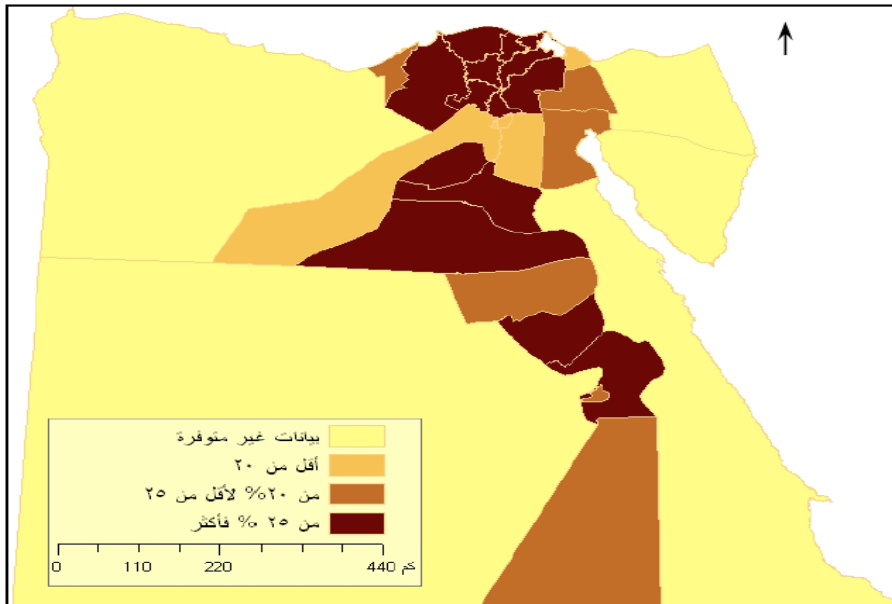 بيانات غير متوفرة
أقل من ٢٠
من ٢٠% لأقل من ٢٥
من ٢٥ % فأكثر
0 110 220 440 كم